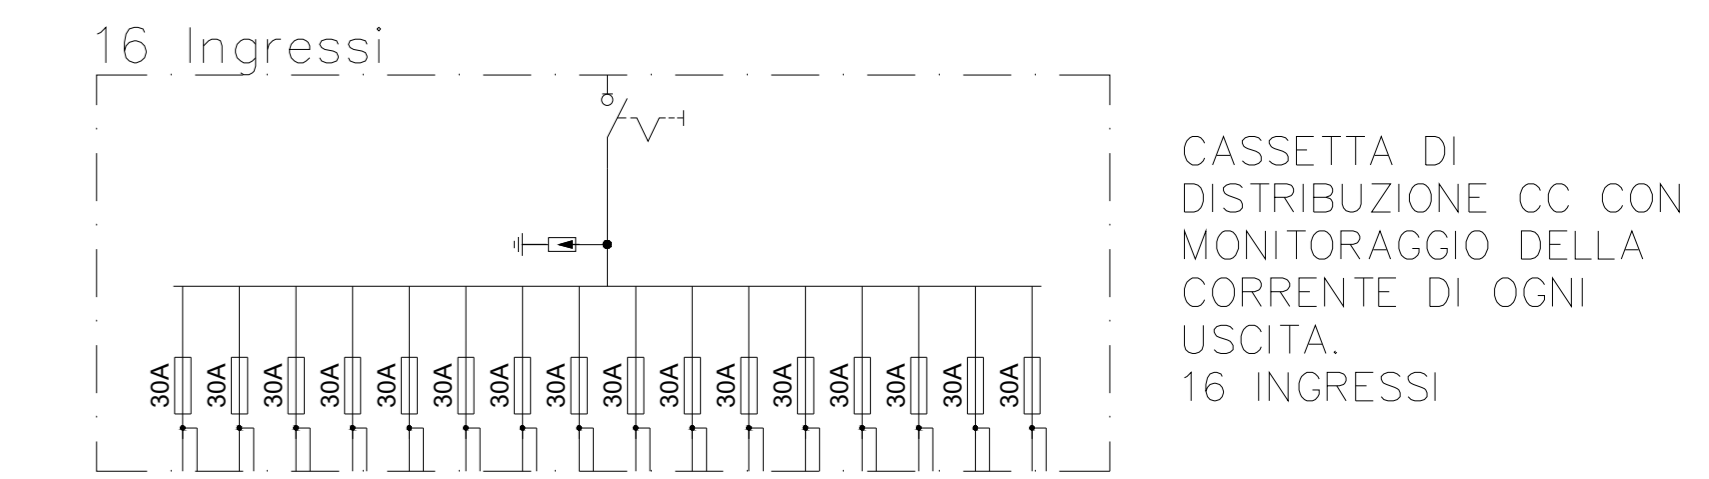 16 Ingressi
30A 30A 30A 30A 30A 30A 30A 30A 30A 30A 30A 30A 30A 30A 30A 30A
CASSETTA DI
DISTRIBUZIONE CC CON
MONITORAGGIO DELLA
CORRENTE DI OGNI
USCITA.
16 INGRESSI